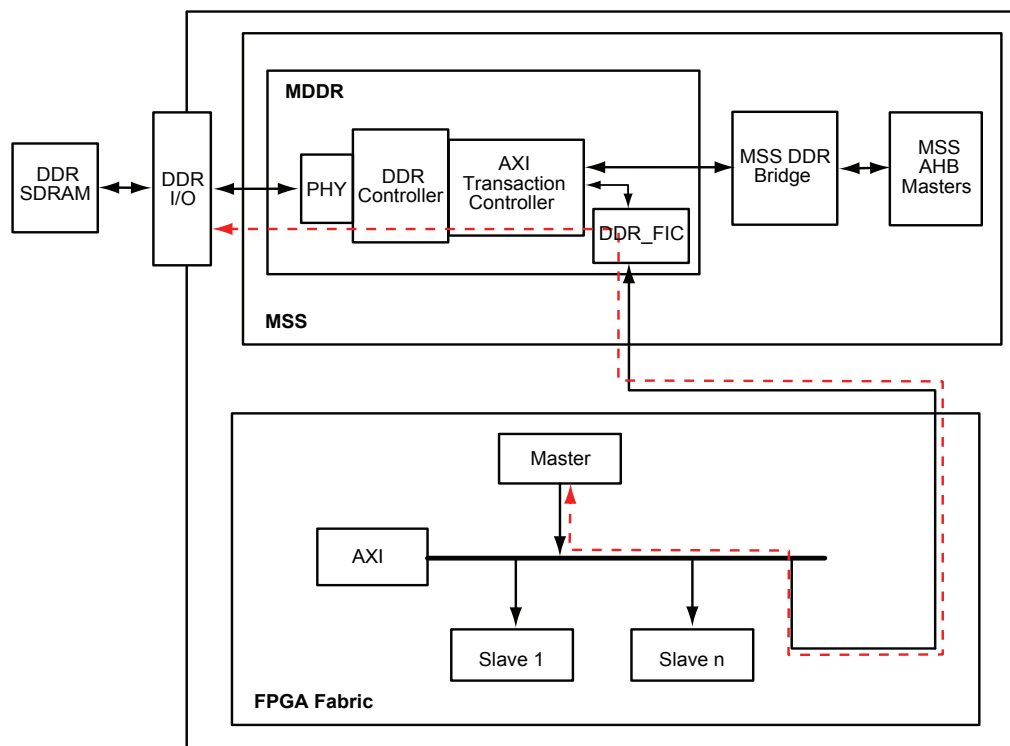 MDDR
DDR
SDRAM
DDR
I/O
PHY
DDR
Controller
AXI
Transaction
Controller
DDR_FIC
MSS DDR
Bridge
MSS
AHB
Masters
MSS
Master
AXI
Slave 1
Slave n
FPGA Fabric